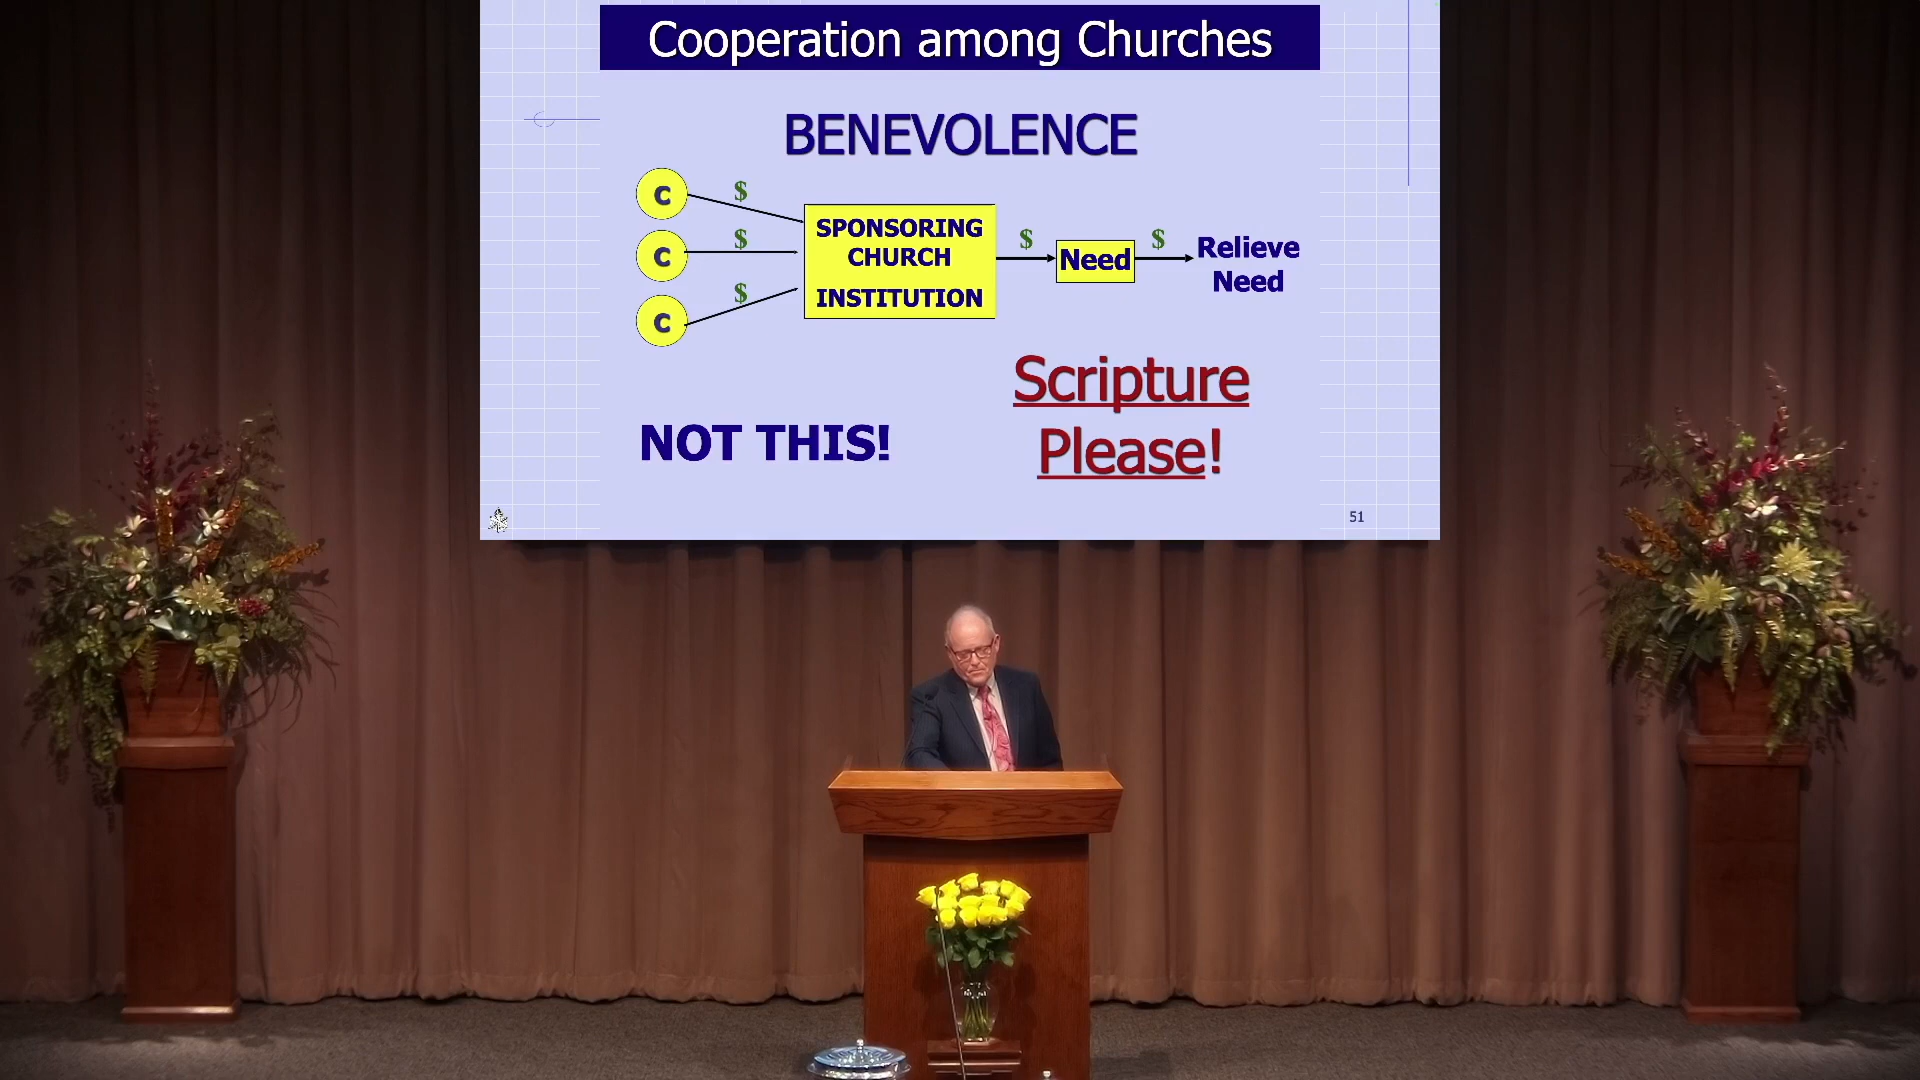 Cooperation among Churches
BENEVOLENCE
C $
C $
C $
SPONSORING
CHURCH
INSTITUTION
$ Need $
Relieve
Need
Scripture
Please!
NOT THIS!
51